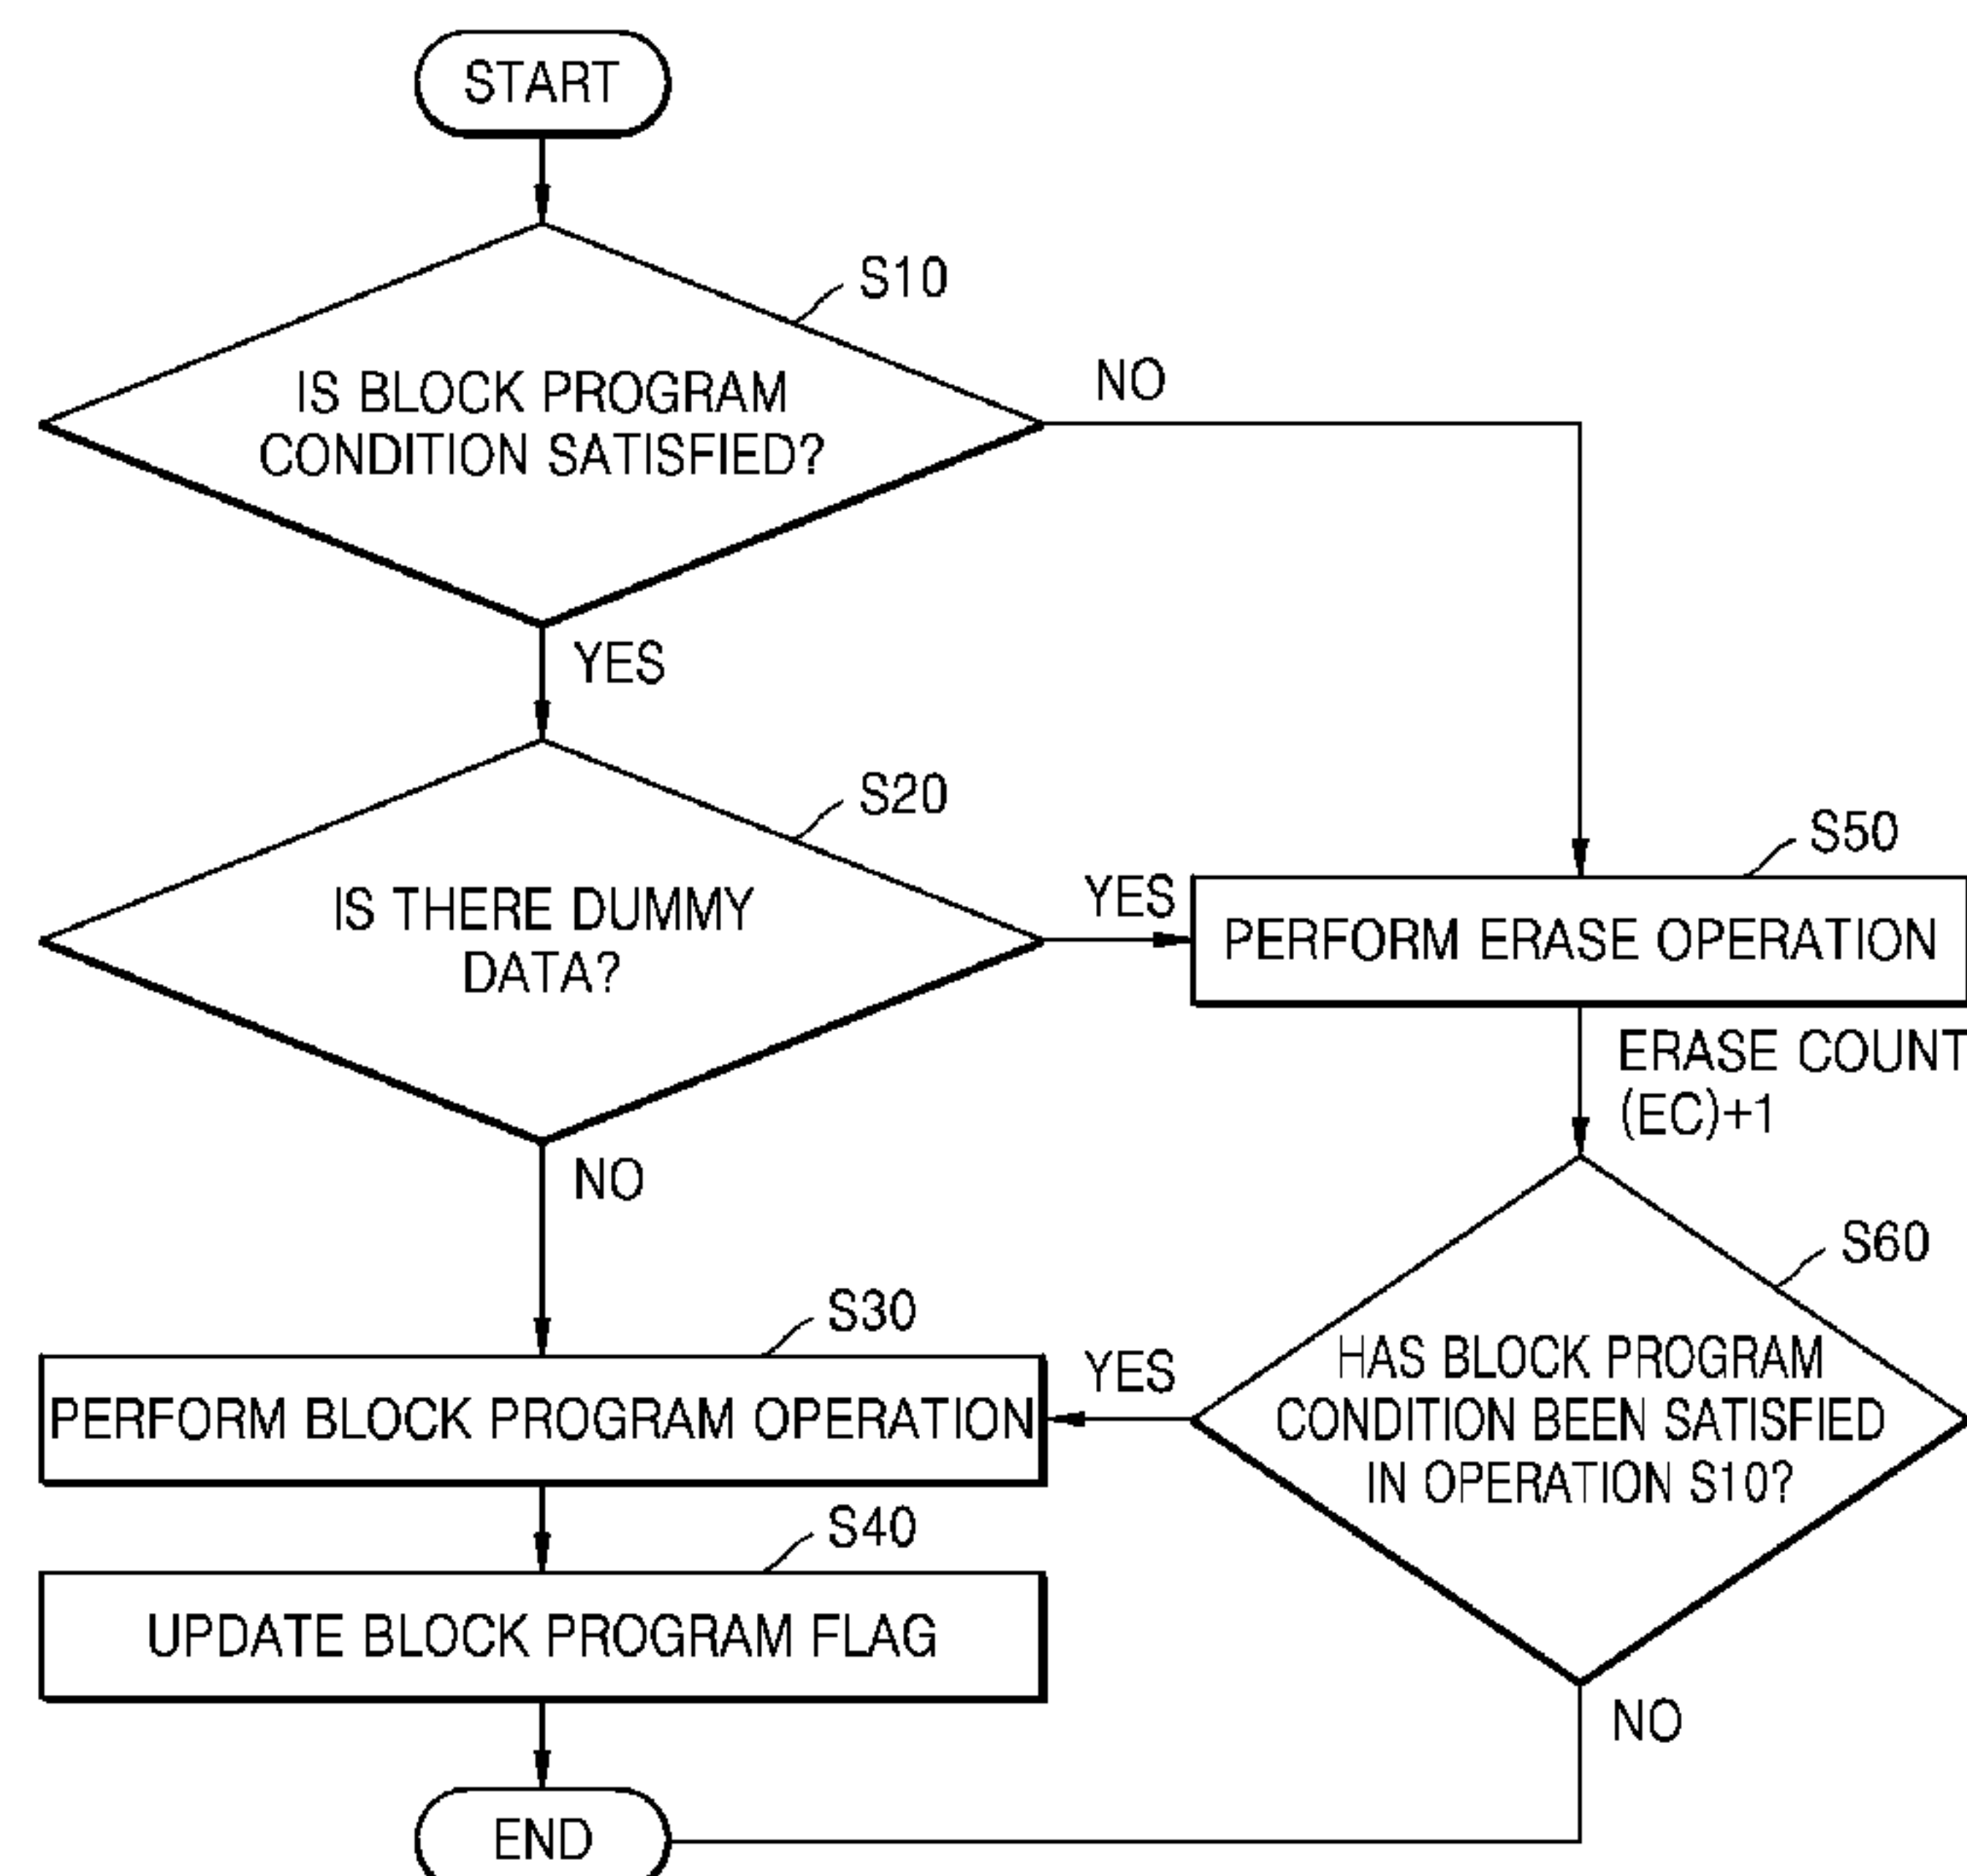 START
S10
IS BLOCK PROGRAM
CONDITION SATISFIED?
NO
YES
S20
IS THERE DUMMY
DATA?
YES
NO
S50
PERFORM ERASE OPERATION
ERASE COUNT
(EC)+1
S60
HAS BLOCK PROGRAM
CONDITION BEEN SATISFIED
IN OPERATION S10?
YES
NO
S30
PERFORM BLOCK PROGRAM OPERATION
S40
UPDATE BLOCK PROGRAM FLAG
END